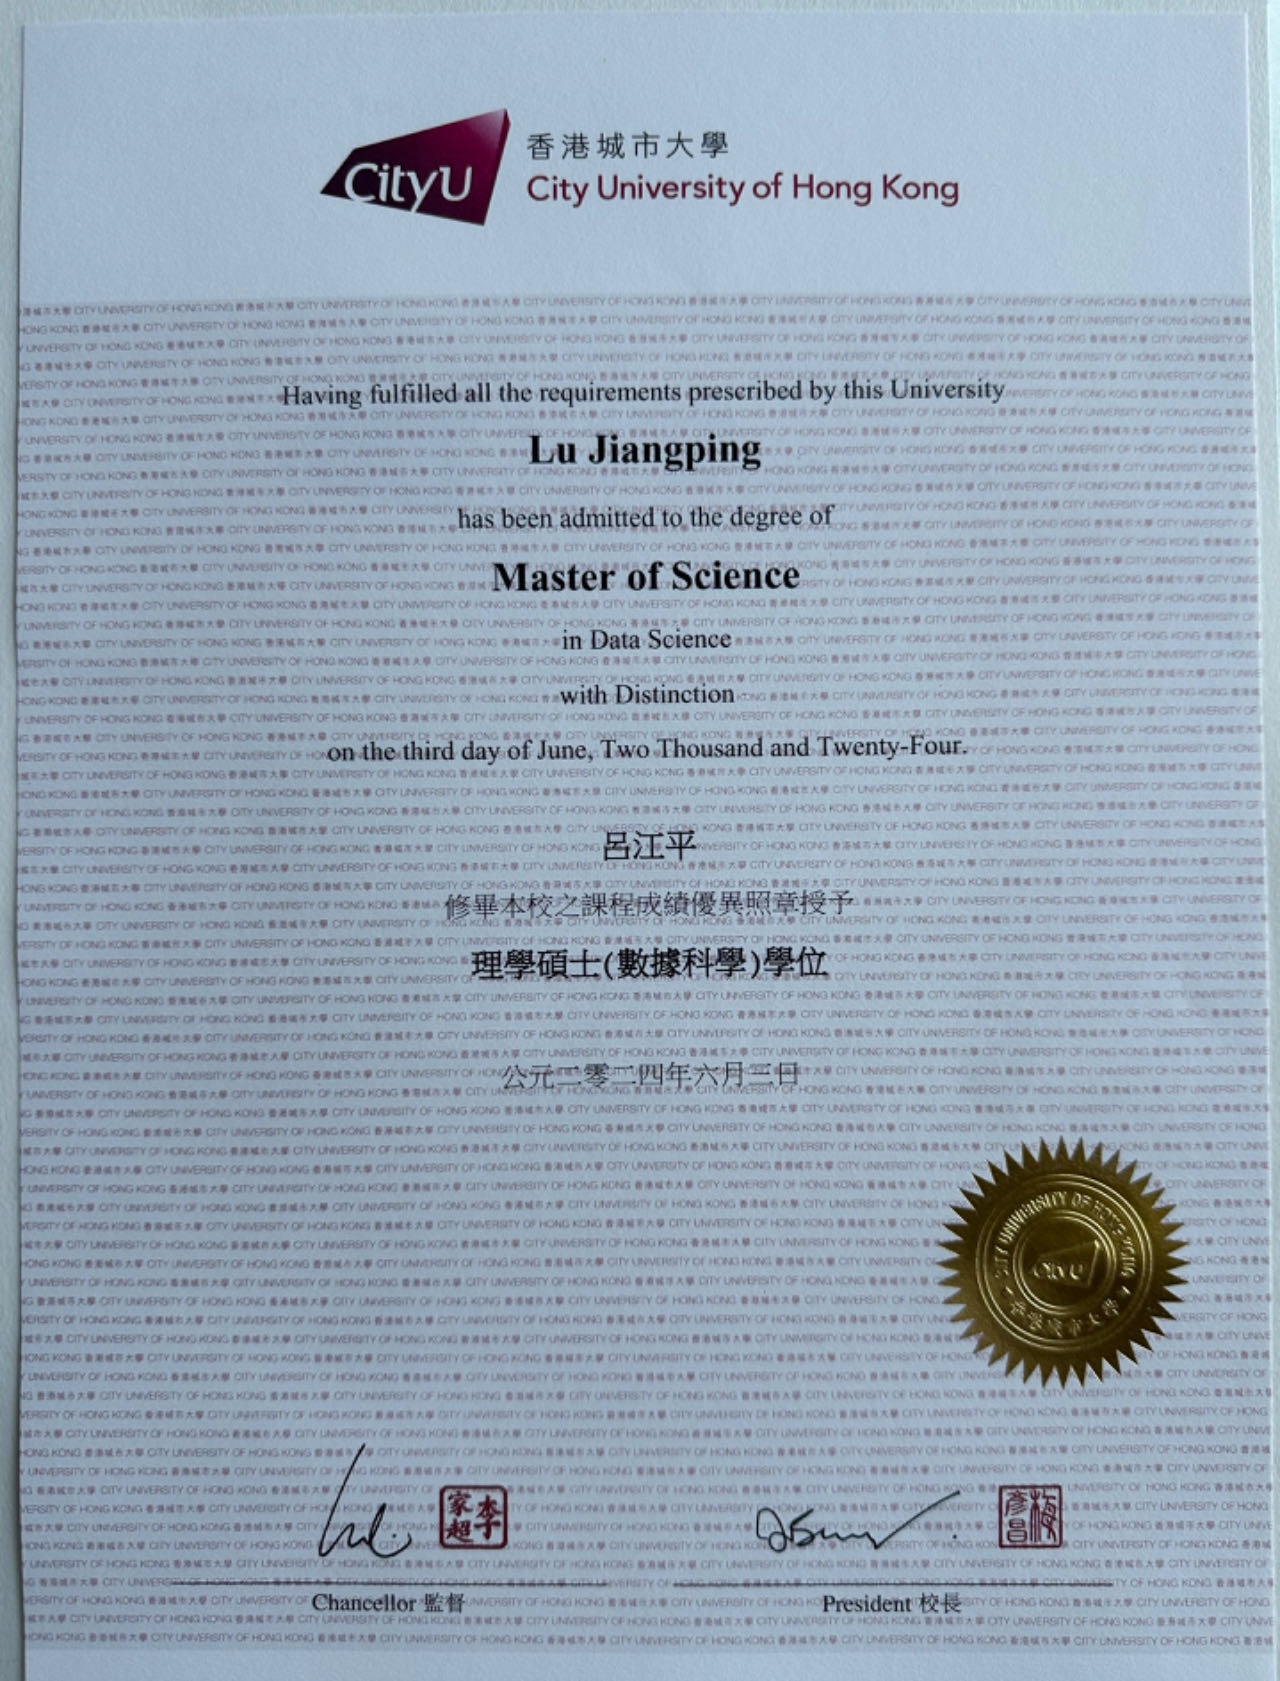 香港城市大學
CityU
City University of Hong Kong
Having fulfilled all the requirements prescribed by this University
Lu Jiangping
has been admitted to the degree of
Master of Science
in Data Science
with Distinction
on the third day of June, Two Thousand and Twenty-Four.
呂江平
修畢本校之課程成績優異照章授予
理學碩士(數據科學)學位
公元二零二四年六月三日
CITY UNIVERSITY OF HONG KONG
CityU
香港城市大學
李家超
梅彥昌
Chancellor 監督
President 校長